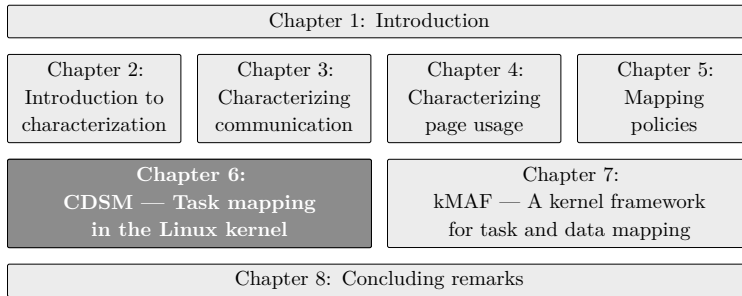 Chapter 1: Introduction
Chapter 2:
Introduction to
characterization
Chapter 3:
Characterizing
communication
Chapter 4:
Characterizing
page usage
Chapter 5:
Mapping
policies
Chapter 6:
CDSM — Task mapping
in the Linux kernel
Chapter 7:
kMAF — A kernel framework
for task and data mapping
Chapter 8: Concluding remarks